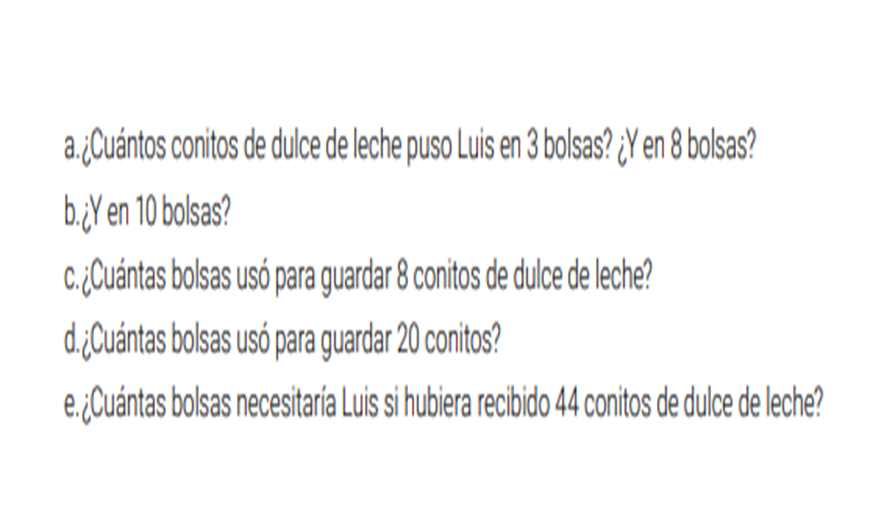 a.¿Cuántos conitos de dulce de leche puso Luis en 3 bolsas? ¿Y en 8 bolsas?
b.¿Y en 10 bolsas?
c.¿Cuántas bolsas usó para guardar 8 conitos de dulce de leche?
d.¿Cuántas bolsas usó para guardar 20 conitos?
e.¿Cuántas bolsas necesitaría Luis si hubiera recibido 44 conitos de dulce de leche?